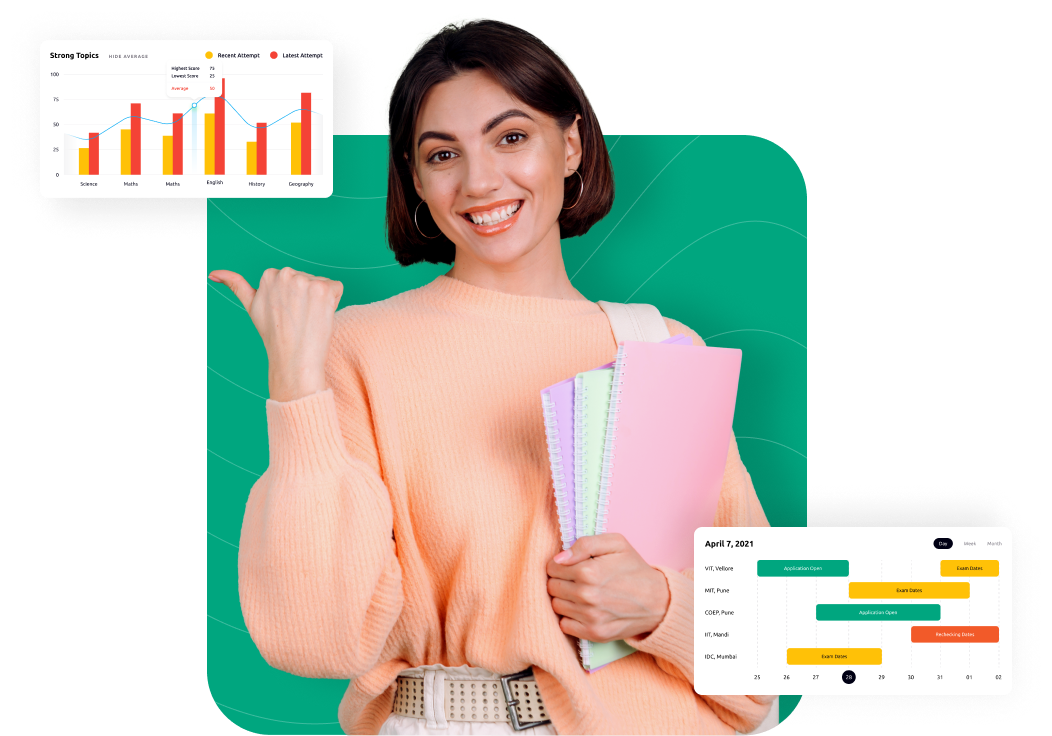 Strong Topics HIDE AVERAGE Recent Attempt Latest Attempt
Highest Score 75
Lowest Score 25
Average 50
100
75
50
25
0
Science Maths Maths English History Geography
April 7, 2021 Day Week Month
VIT, Vellore Application Open Exam Dates
MIT, Pune Exam Dates
COEP, Pune Application Open
IIT, Mandi Rechecking Dates
IDC, Mumbai Exam Dates
25 26 27 28 29 30 31 01 02